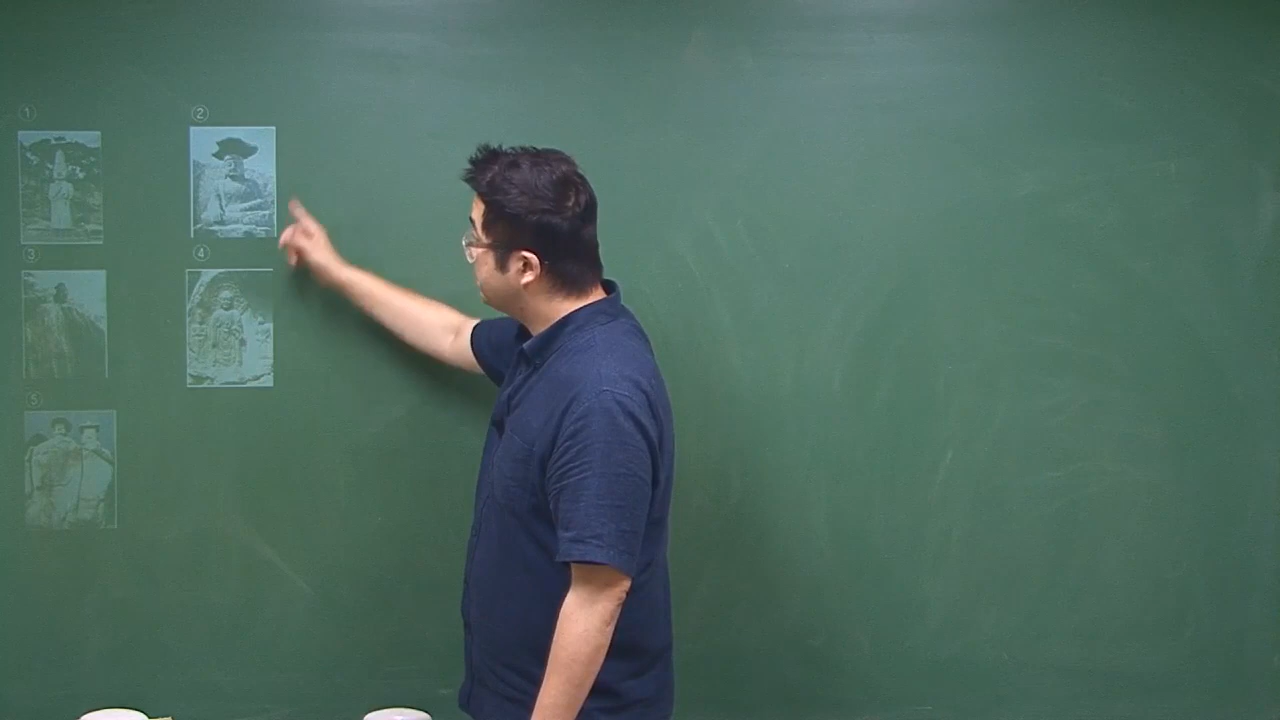 ① ②
③ ④
⑤